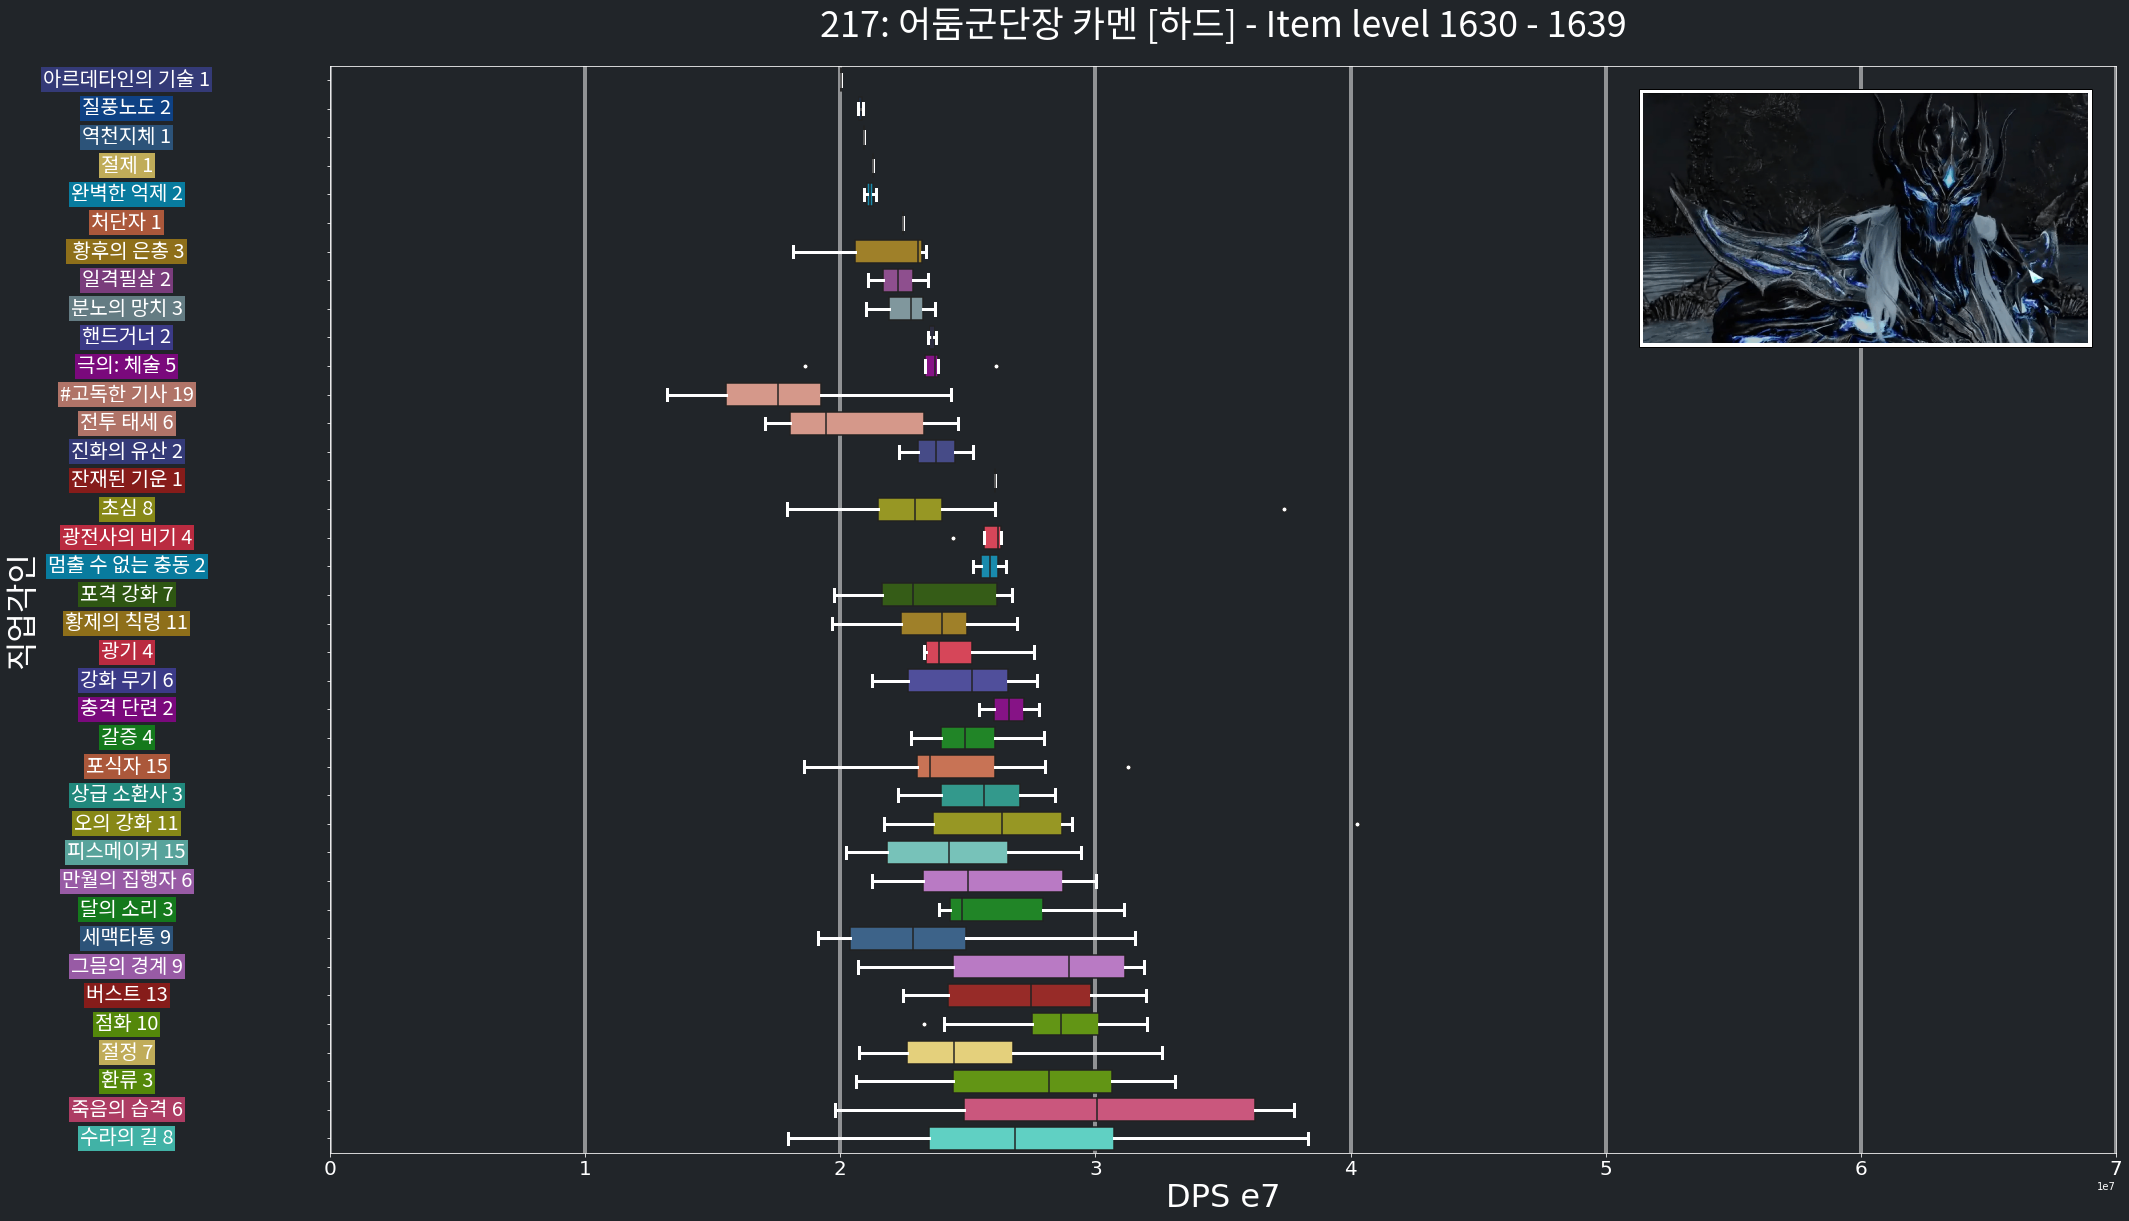 217: 어둠군단장 카멘 [하드] - Item level 1630 - 1639
아르데타인의 기술 1
질풍노도 2
역천지체 1
절제 1
완벽한 억제 2
처단자 1
황후의 은총 3
일격필살 2
분노의 망치 3
핸드거너 2
극의: 체술 5
#고독한 기사 19
전투 태세 6
진화의 유산 2
잔재된 기운 1
초심 8
광전사의 비기 4
멈출 수 없는 충동 2
포격 강화 7
황제의 칙령 11
광기 4
강화 무기 6
충격 단련 2
갈증 4
포식자 15
상급 소환사 3
오의 강화 11
피스메이커 15
만월의 집행자 6
달의 소리 3
세맥타통 9
그믐의 경계 9
버스트 13
점화 10
절정 7
환류 3
죽음의 습격 6
수라의 길 8
직업각인
0 1 2 3 4 5 6 7
1e7
DPS e7